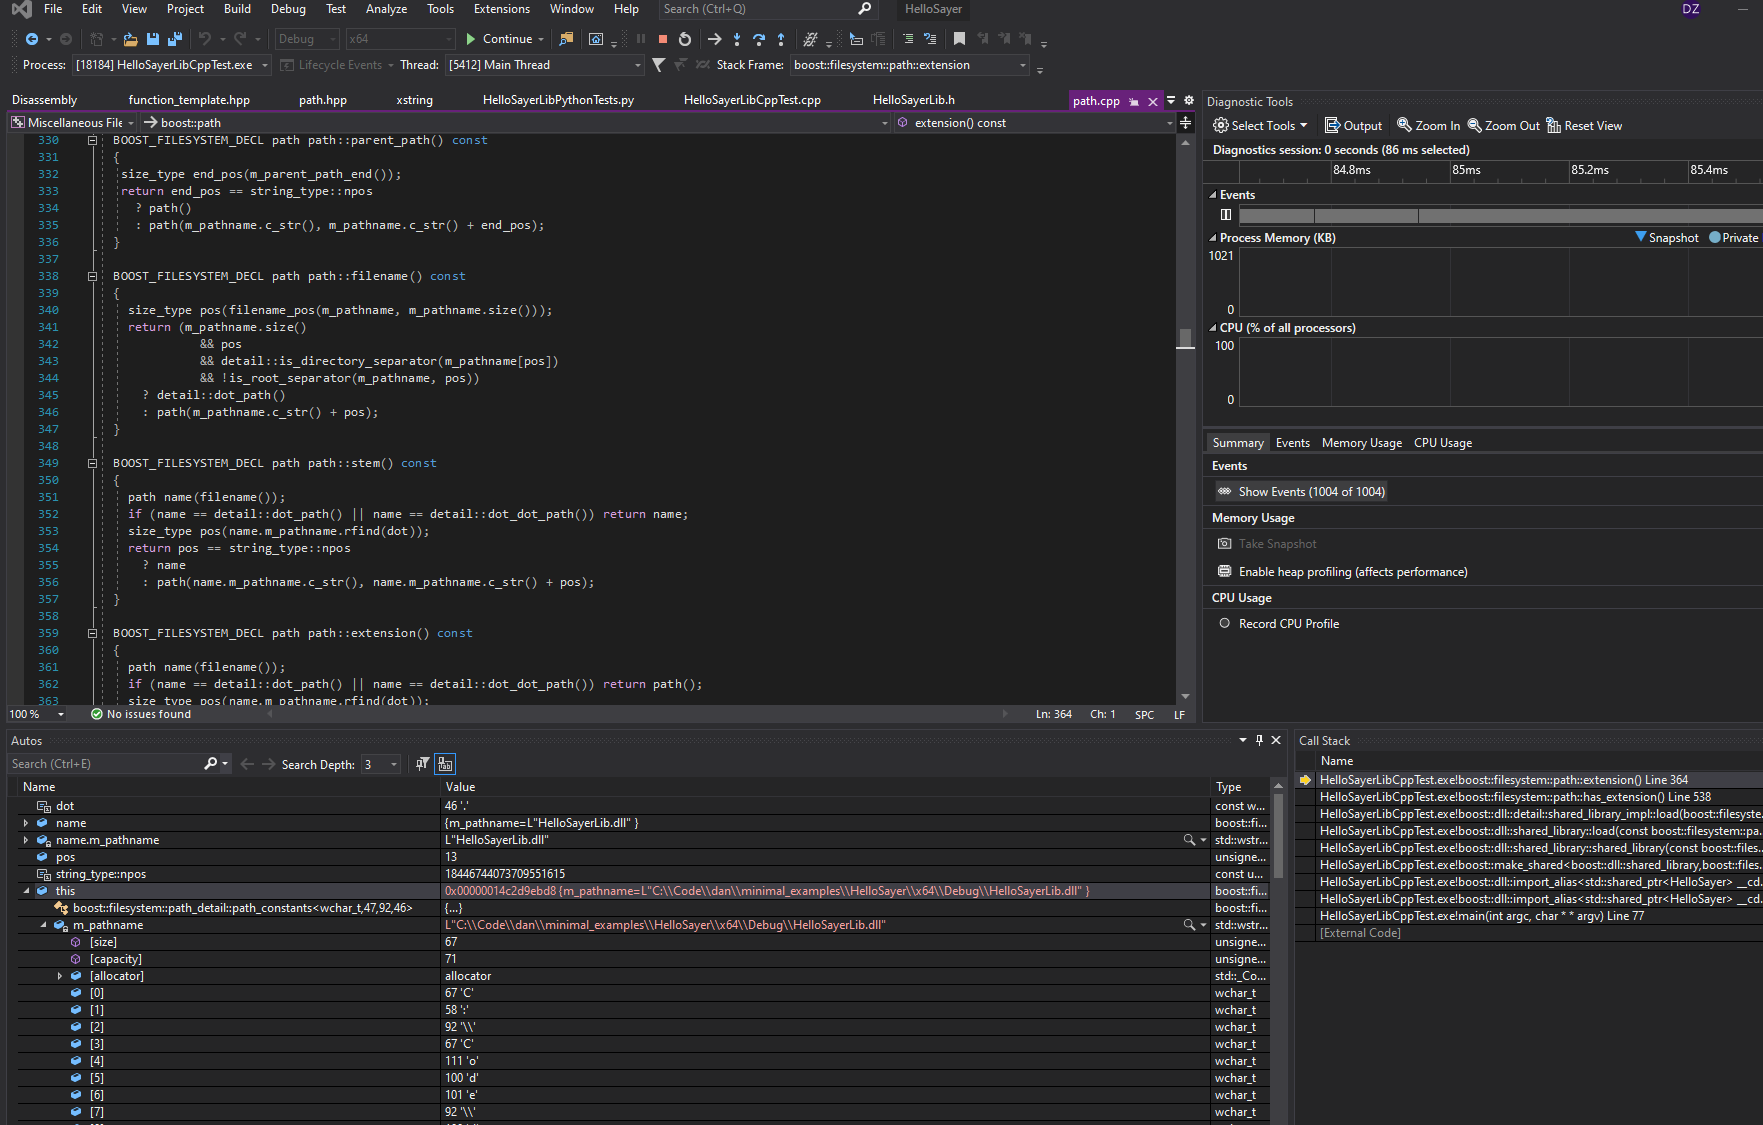 File Edit View Project Build Debug Test Analyze Tools Extensions Window Help Search (Ctrl+Q) HelloSayer DZ
Debug x64 Continue
Process: [18184] HelloSayerLibCppTest.exe Lifecycle Events Thread: [5412] Main Thread Stack Frame: boost::filesystem::path::extension
Disassembly function_template.hpp path.hpp xstring HelloSayerLibPythonTests.py HelloSayerLibCppTest.cpp HelloSayerLib.h path.cpp
Miscellaneous File boost::path extension() const
330 BOOST_FILESYSTEM_DECL path path::parent_path() const
331 {
332 size_type end_pos(m_parent_path_end());
333 return end_pos == string_type::npos
334 ? path()
335 : path(m_pathname.c_str(), m_pathname.c_str() + end_pos);
336 }
337
338 BOOST_FILESYSTEM_DECL path path::filename() const
339 {
340 size_type pos(filename_pos(m_pathname, m_pathname.size()));
341 return (m_pathname.size()
342 && pos
343 && detail::is_directory_separator(m_pathname[pos])
344 && !is_root_separator(m_pathname, pos))
345 ? detail::dot_path()
346 : path(m_pathname.c_str() + pos);
347 }
348
349 BOOST_FILESYSTEM_DECL path path::stem() const
350 {
351 path name(filename());
352 if (name == detail::dot_path() || name == detail::dot_dot_path()) return name;
353 size_type pos(name.m_pathname.rfind(dot));
354 return pos == string_type::npos
355 ? name
356 : path(name.m_pathname.c_str(), name.m_pathname.c_str() + pos);
357 }
358
359 BOOST_FILESYSTEM_DECL path path::extension() const
360 {
361 path name(filename());
362 if (name == detail::dot_path() || name == detail::dot_dot_path()) return path();
363 size_type pos(name.m_pathname.rfind(dot));
100 % No issues found Ln: 364 Ch: 1 SPC LF
Diagnostic Tools
Select Tools Output Zoom In Zoom Out Reset View
Diagnostics session: 0 seconds (86 ms selected)
84.8ms 85ms 85.2ms 85.4ms
Events
Process Memory (KB) Snapshot Private
1021
0
CPU (% of all processors)
100
0
Summary Events Memory Usage CPU Usage
Events
Show Events (1004 of 1004)
Memory Usage
Take Snapshot
Enable heap profiling (affects performance)
CPU Usage
Record CPU Profile
Autos
Search (Ctrl+E) Search Depth: 3
Name Value Type
dot 46 '.' const w...
name {m_pathname=L"HelloSayerLib.dll" } boost::fi...
name.m_pathname L"HelloSayerLib.dll" std::wstr...
pos 13 unsigne...
string_type::npos 18446744073709551615 const u...
this 0x00000014c2d9ebd8 {m_pathname=L"C:\\Code\\dan\\minimal_examples\\HelloSayer\\x64\\Debug\\HelloSayerLib.dll" } boost::fi...
boost::filesystem::path_detail::path_constants<wchar_t,47,92,46> {...} boost::fi...
m_pathname L"C:\\Code\\dan\\minimal_examples\\HelloSayer\\x64\\Debug\\HelloSayerLib.dll" std::wstr...
[size] 67 unsigne...
[capacity] 71 unsigne...
[allocator] allocator std::_Co...
[0] 67 'C' wchar_t
[1] 58 ':' wchar_t
[2] 92 '\\' wchar_t
[3] 67 'C' wchar_t
[4] 111 'o' wchar_t
[5] 100 'd' wchar_t
[6] 101 'e' wchar_t
[7] 92 '\\' wchar_t
Call Stack
Name
HelloSayerLibCppTest.exe!boost::filesystem::path::extension() Line 364
HelloSayerLibCppTest.exe!boost::filesystem::path::has_extension() Line 538
HelloSayerLibCppTest.exe!boost::dll::detail::shared_library_impl::load(boost::filesyste...
HelloSayerLibCppTest.exe!boost::dll::shared_library::load(const boost::filesystem::pa...
HelloSayerLibCppTest.exe!boost::dll::shared_library::shared_library(const boost::files...
HelloSayerLibCppTest.exe!boost::make_shared<boost::dll::shared_library,boost::files...
HelloSayerLibCppTest.exe!boost::dll::import_alias<std::shared_ptr<HelloSayer> __cd...
HelloSayerLibCppTest.exe!boost::dll::import_alias<std::shared_ptr<HelloSayer> __cd...
HelloSayerLibCppTest.exe!main(int argc, char * * argv) Line 77
[External Code]